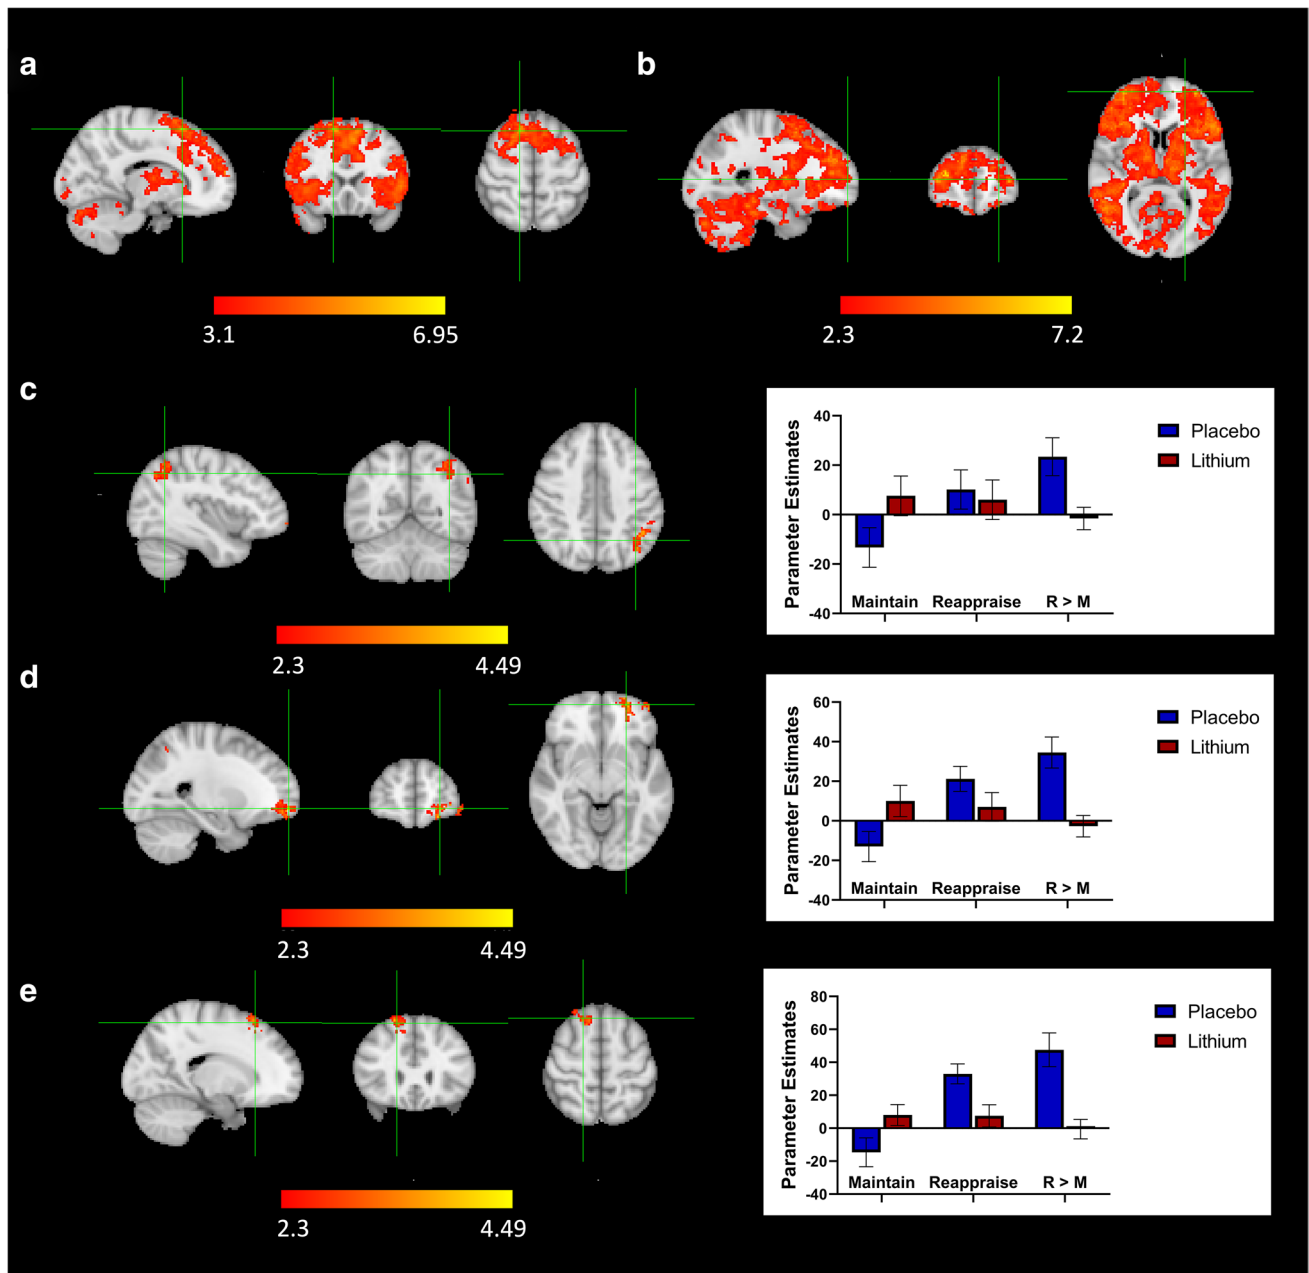 a
b
3.1 6.95
2.3 7.2
c
40
20
0
-20
-40
Parameter Estimates
Maintain Reappraise R > M
Placebo
Lithium
2.3 4.49
d
60
40
20
0
-20
-40
Parameter Estimates
Maintain Reappraise R > M
Placebo
Lithium
2.3 4.49
e
80
60
40
20
0
-20
-40
Parameter Estimates
Maintain Reappraise R > M
Placebo
Lithium
2.3 4.49